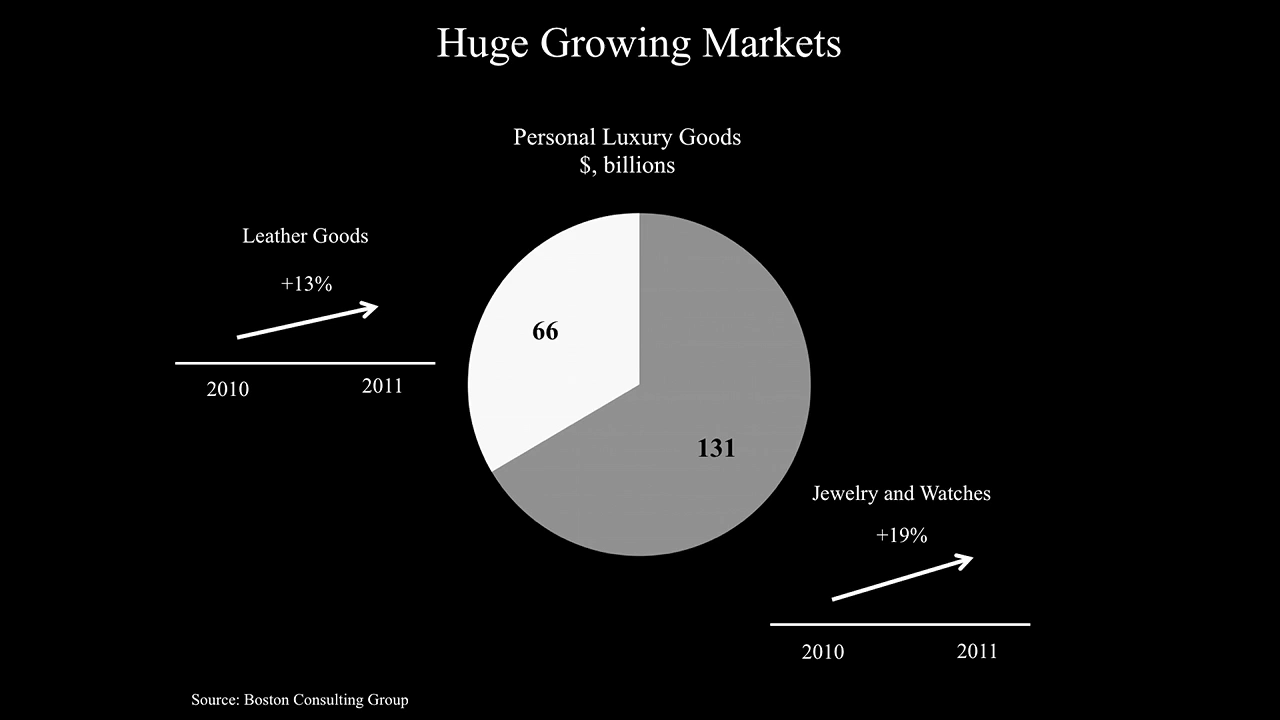 Huge Growing Markets
Personal Luxury Goods
$, billions
Leather Goods
+13%
2010 2011
66
131
Jewelry and Watches
+19%
2010 2011
Source: Boston Consulting Group